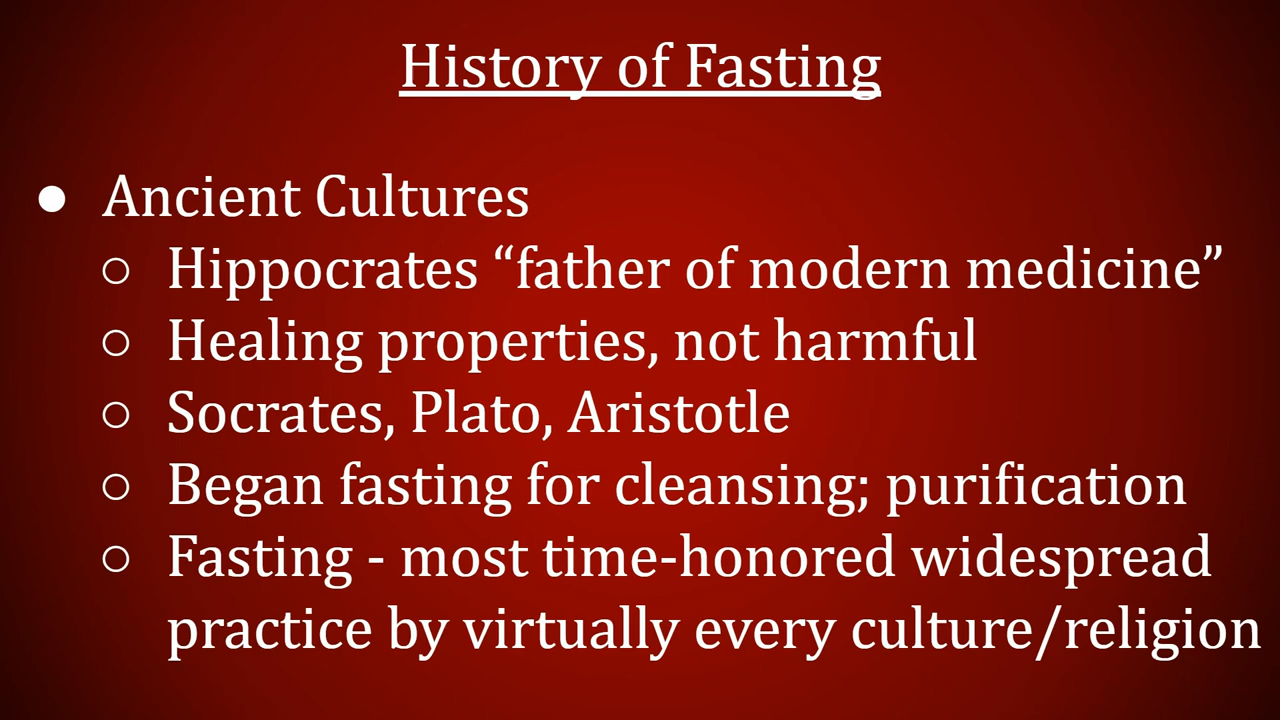 History of Fasting
● Ancient Cultures
○ Hippocrates “father of modern medicine”
○ Healing properties, not harmful
○ Socrates, Plato, Aristotle
○ Began fasting for cleansing; purification
○ Fasting - most time-honored widespread
practice by virtually every culture/religion